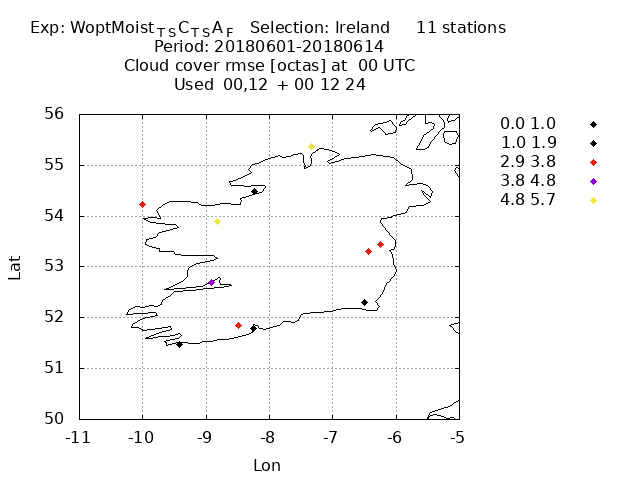 Exp: WoptMoist_TS C_TS A_F   Selection: Ireland   11 stations
Period: 20180601-20180614
Cloud cover rmse [octas] at 00 UTC
Used 00,12 + 00 12 24
0.0 1.0
1.0 1.9
2.9 3.8
3.8 4.8
4.8 5.7
56
55
54
53
52
51
50
Lat
-11 -10 -9 -8 -7 -6 -5
Lon